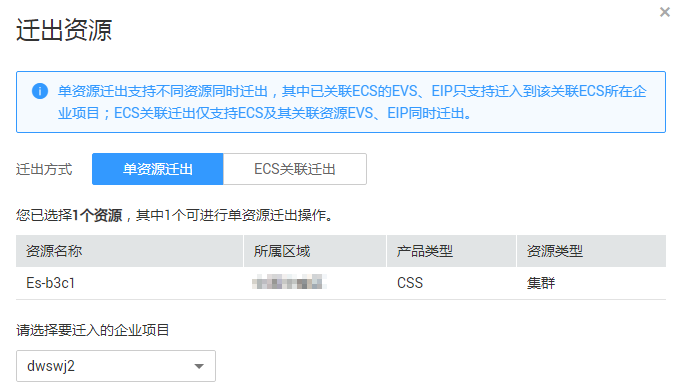 迁出资源
单资源迁出支持不同资源同时迁出，其中已关联ECS的EVS、EIP只支持迁入到该关联ECS所在企
业项目；ECS关联迁出仅支持ECS及其关联资源EVS、EIP同时迁出。
迁出方式 单资源迁出 ECS关联迁出
您已选择1个资源，其中1个可进行单资源迁出操作。
资源名称 所属区域 产品类型 资源类型
Es-b3c1 CSS 集群
请选择要迁入的企业项目
dwswj2